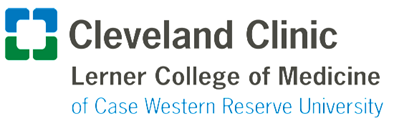 Cleveland Clinic
Lerner College of Medicine
of Case Western Reserve University